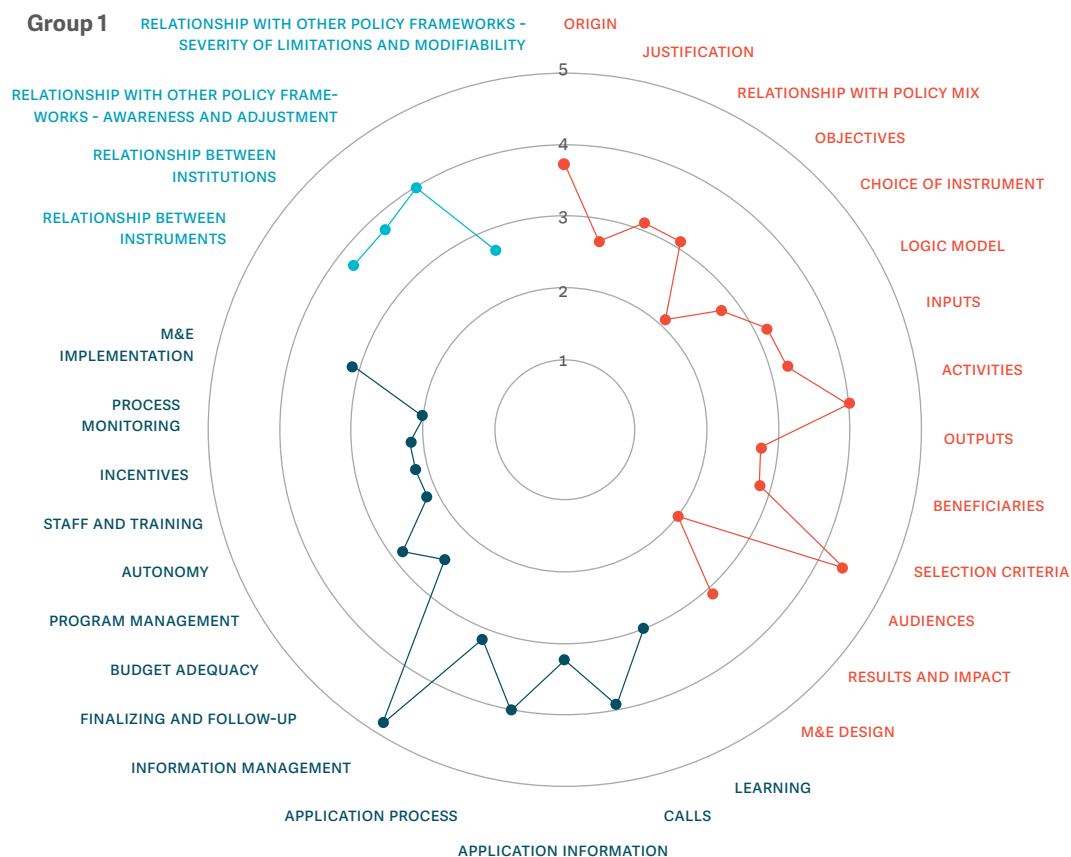 Group 1
RELATIONSHIP WITH OTHER POLICY FRAMEWORKS -
SEVERITY OF LIMITATIONS AND MODIFIABILITY
ORIGIN
JUSTIFICATION
RELATIONSHIP WITH POLICY MIX
OBJECTIVES
CHOICE OF INSTRUMENT
LOGIC MODEL
INPUTS
ACTIVITIES
OUTPUTS
BENEFICIARIES
SELECTION CRITERIA
AUDIENCES
RESULTS AND IMPACT
M&E DESIGN
LEARNING
CALLS
APPLICATION INFORMATION
APPLICATION PROCESS
INFORMATION MANAGEMENT
FINALIZING AND FOLLOW-UP
BUDGET ADEQUACY
PROGRAM MANAGEMENT
AUTONOMY
STAFF AND TRAINING
INCENTIVES
PROCESS
MONITORING
M&E
IMPLEMENTATION
RELATIONSHIP BETWEEN
INSTRUMENTS
RELATIONSHIP BETWEEN
INSTITUTIONS
RELATIONSHIP WITH OTHER POLICY FRAME-
WORKS - AWARENESS AND ADJUSTMENT
5
4
3
2
1